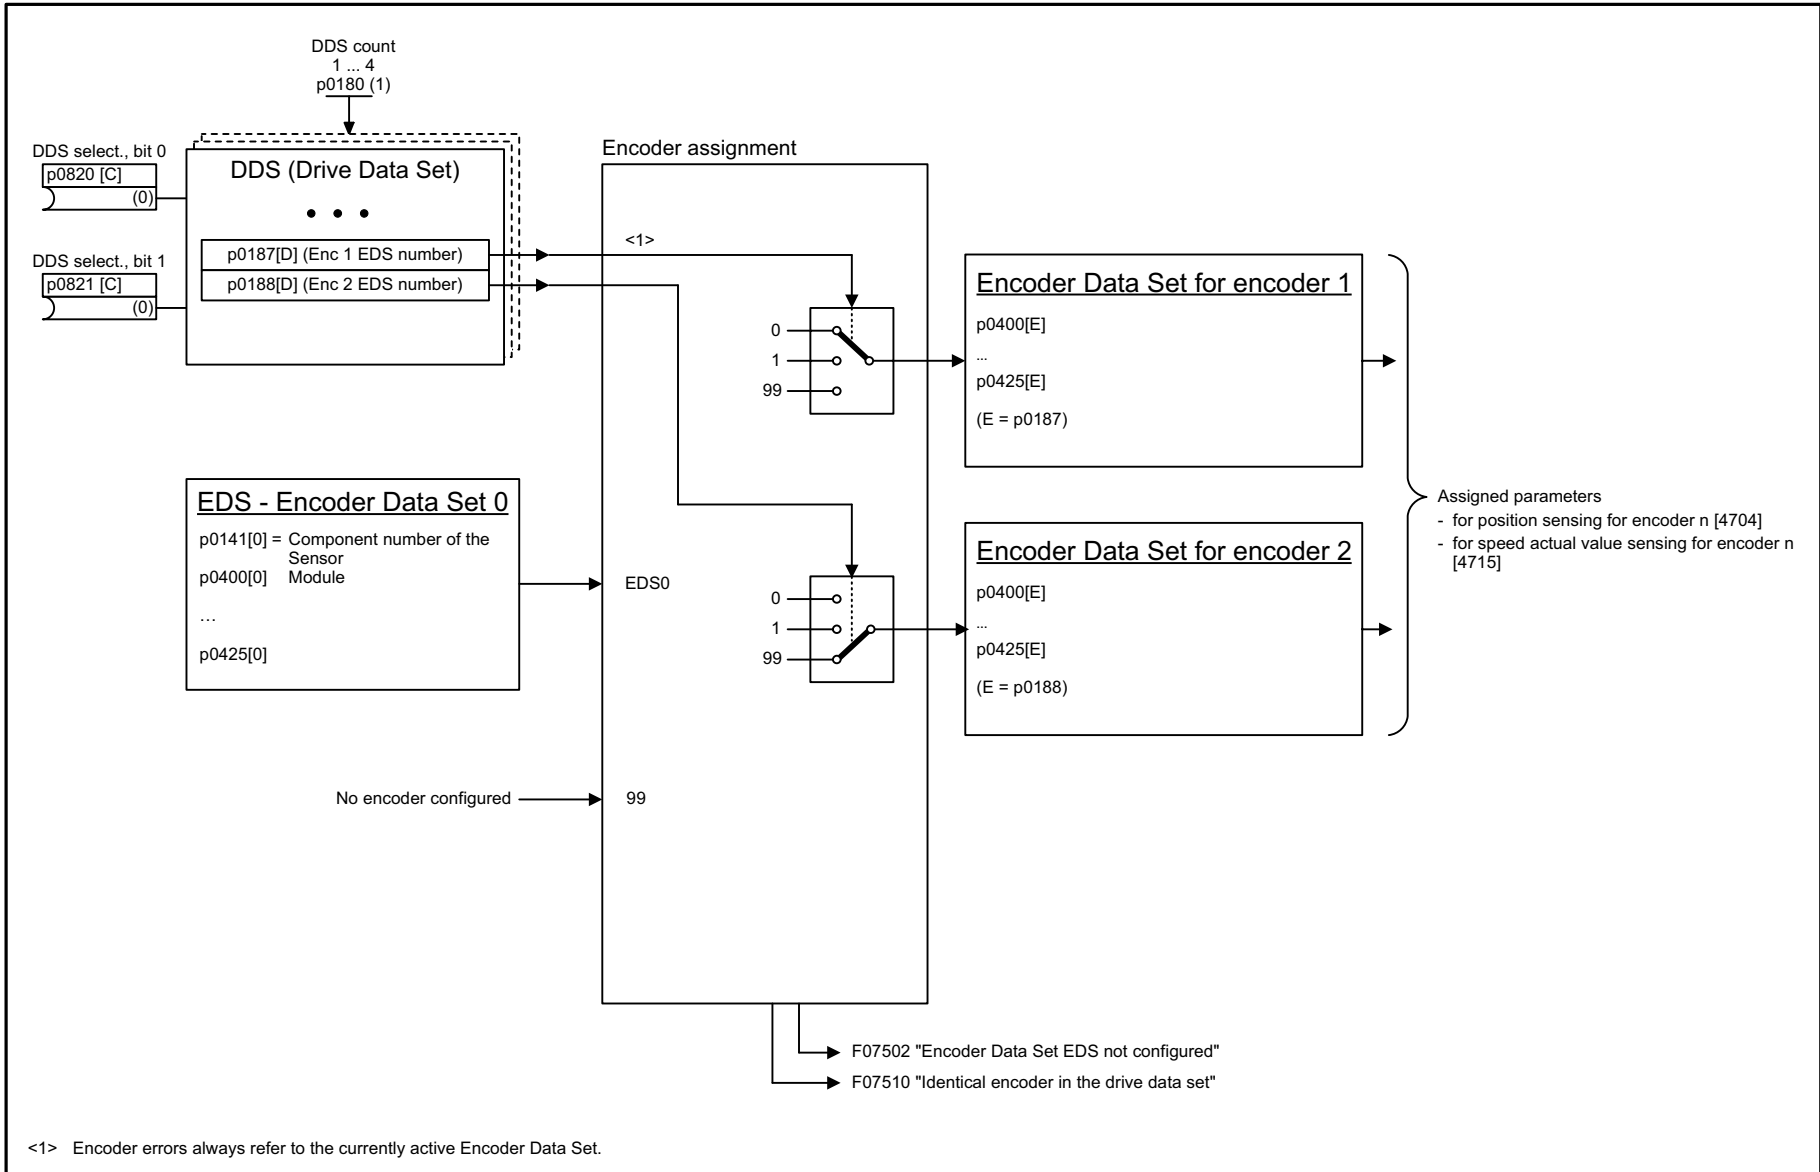 DDS count
1 ... 4
p0180 (1)
DDS select., bit 0
p0820 [C]
(0)
DDS select., bit 1
p0821 [C]
(0)
DDS (Drive Data Set)
• • •
p0187[D] (Enc 1 EDS number)
p0188[D] (Enc 2 EDS number)
EDS - Encoder Data Set 0
p0141[0] = Component number of the
Sensor
p0400[0] Module
...
p0425[0]
No encoder configured
Encoder assignment
<1>
EDS0
99
0
1
99
0
1
99
Encoder Data Set for encoder 1
p0400[E]
...
p0425[E]
(E = p0187)
Encoder Data Set for encoder 2
p0400[E]
...
p0425[E]
(E = p0188)
Assigned parameters
- for position sensing for encoder n [4704]
- for speed actual value sensing for encoder n
[4715]
F07502 "Encoder Data Set EDS not configured"
F07510 "Identical encoder in the drive data set"
<1> Encoder errors always refer to the currently active Encoder Data Set.